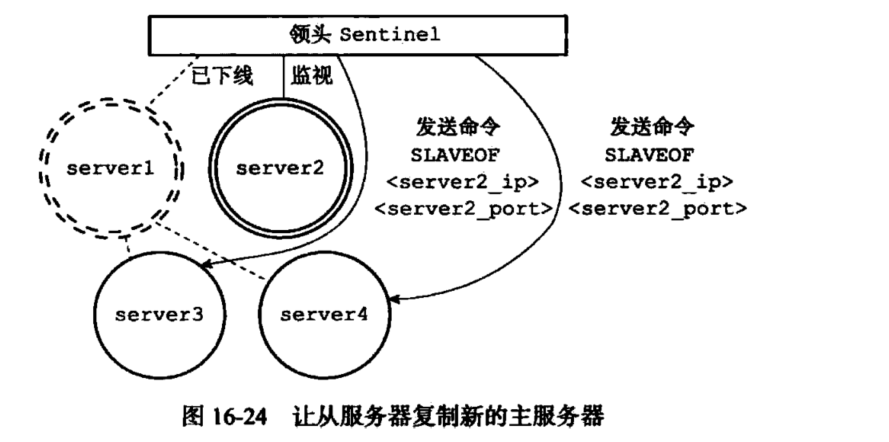 领头 Sentinel
已下线
监视
server1
server2
发送命令
SLAVEOF
<server2_ip>
<server2_port>
发送命令
SLAVEOF
<server2_ip>
<server2_port>
server3
server4
图 16-24 让从服务器复制新的主服务器